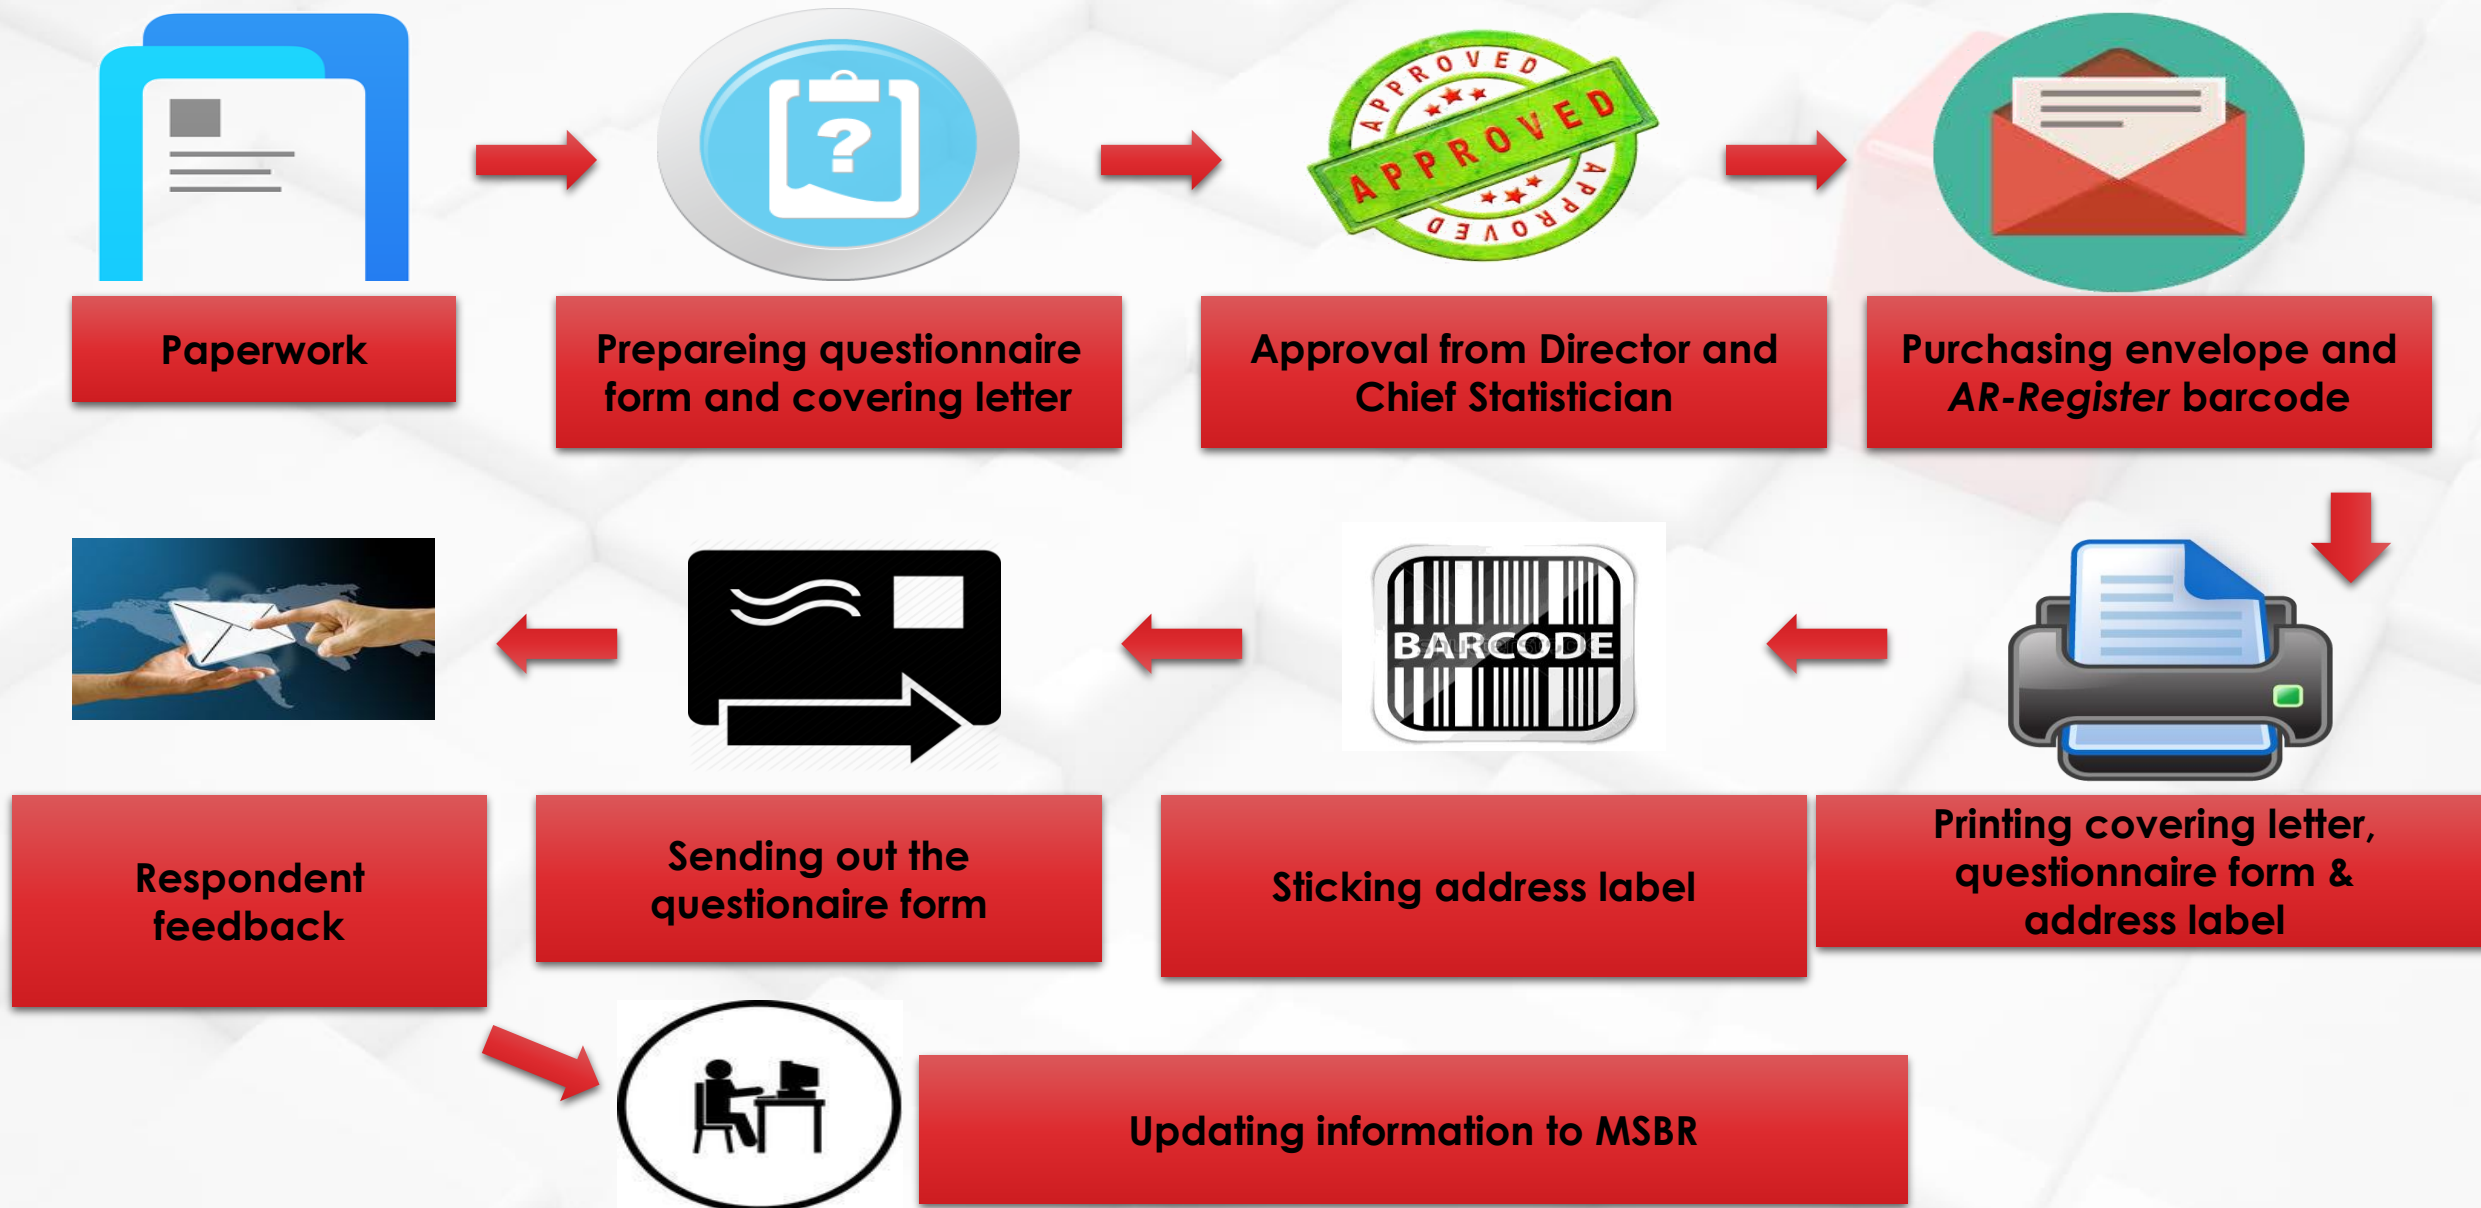 APPROVED
APPROVED
APPROVED
Paperwork
Prepareing questionnaire
form and covering letter
Approval from Director and
Chief Statistician
Purchasing envelope and
AR-Register barcode
BARCODE
Respondent
feedback
Sending out the
questionaire form
Sticking address label
Printing covering letter,
questionnaire form &
address label
Updating information to MSBR